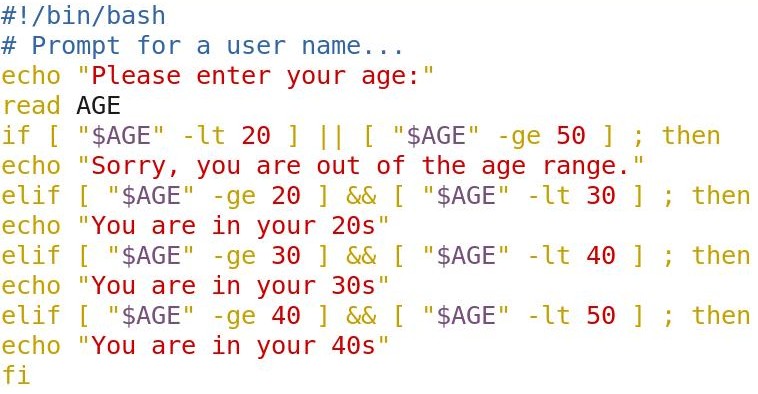 #!/bin/bash
# Prompt for a user name...
echo "Please enter your age:"
read AGE
if [ "$AGE" -lt 20 ] || [ "$AGE" -ge 50 ] ; then
echo "Sorry, you are out of the age range."
elif [ "$AGE" -ge 20 ] && [ "$AGE" -lt 30 ] ; then
echo "You are in your 20s"
elif [ "$AGE" -ge 30 ] && [ "$AGE" -lt 40 ] ; then
echo "You are in your 30s"
elif [ "$AGE" -ge 40 ] && [ "$AGE" -lt 50 ] ; then
echo "You are in your 40s"
fi